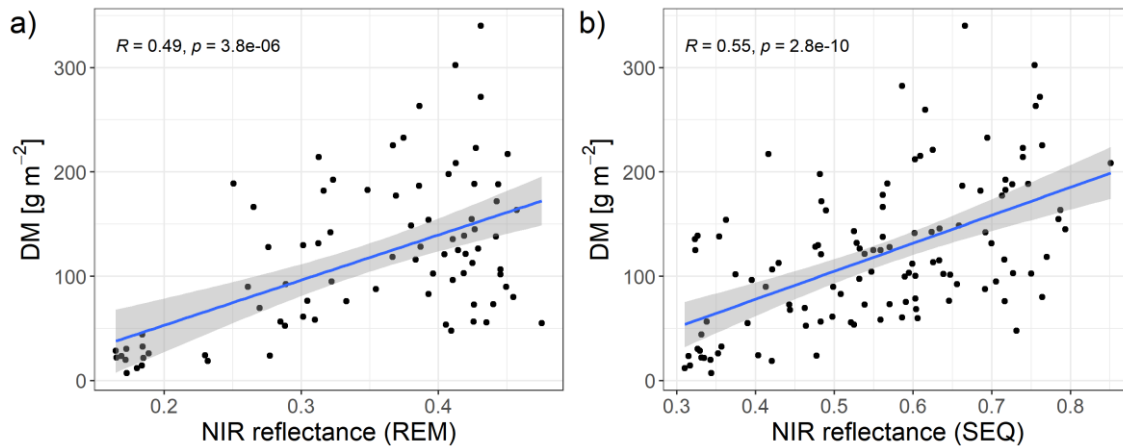 a)
R = 0.49, p = 3.8e-06
300
200
100
0
DM [g m⁻²]
0.2 0.3 0.4
NIR reflectance (REM)
b)
R = 0.55, p = 2.8e-10
300
200
100
0
DM [g m⁻²]
0.3 0.4 0.5 0.6 0.7 0.8
NIR reflectance (SEQ)